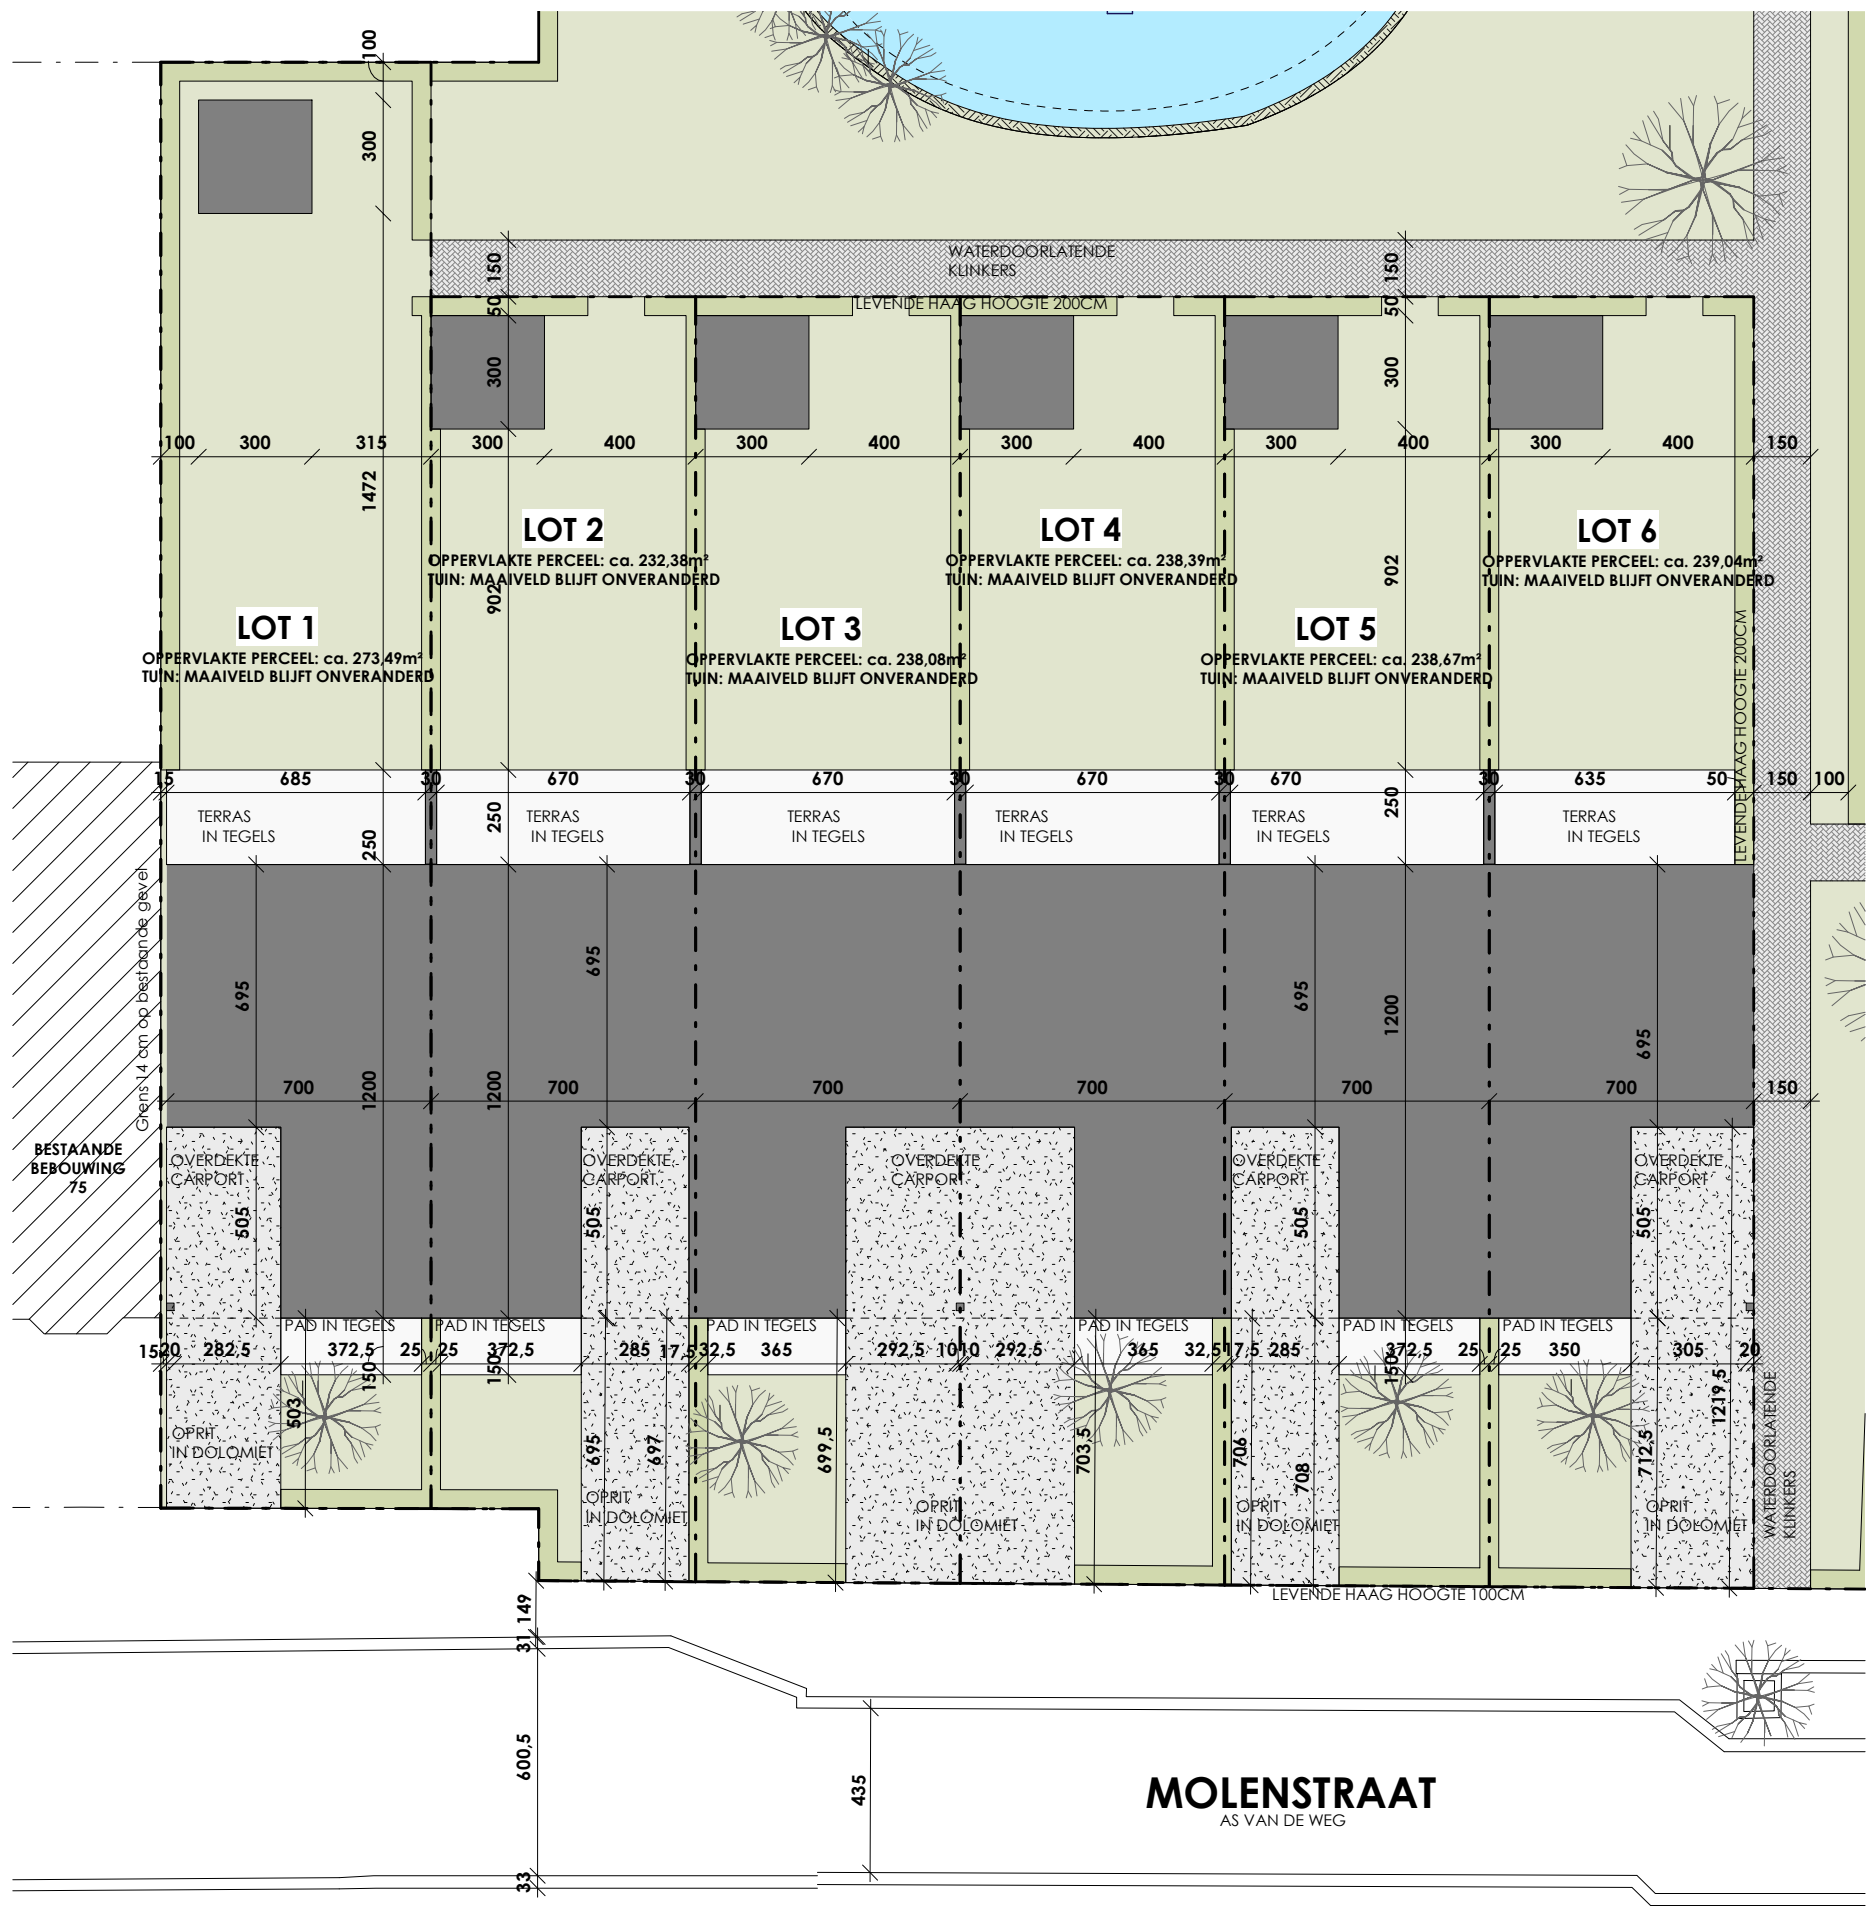 100
300
150
WATERDOORLATENDE
KLINKERS
150
50
LEVENDE HAAG HOOGTE 200CM
50
300
300
100 300 315 300 400 300 400 300 400 300 400 300 400 150
1472
LOT 2
OPPERVLAKTE PERCEEL: ca. 232,38m²
TUIN: MAAIVELD BLIJFT ONVERANDERD
902
LOT 4
OPPERVLAKTE PERCEEL: ca. 238,39m²
TUIN: MAAIVELD BLIJFT ONVERANDERD
902
LOT 6
OPPERVLAKTE PERCEEL: ca. 239,04m²
TUIN: MAAIVELD BLIJFT ONVERANDERD
LOT 1
OPPERVLAKTE PERCEEL: ca. 273,49m²
TUIN: MAAIVELD BLIJFT ONVERANDERD
LOT 3
OPPERVLAKTE PERCEEL: ca. 238,08m²
TUIN: MAAIVELD BLIJFT ONVERANDERD
LOT 5
OPPERVLAKTE PERCEEL: ca. 238,67m²
TUIN: MAAIVELD BLIJFT ONVERANDERD
LEVENDE HAAG HOOGTE 200CM
15 685 30 670 30 670 30 670 30 670 30 635 50 150 100
TERRAS
IN TEGELS
TERRAS
IN TEGELS
TERRAS
IN TEGELS
TERRAS
IN TEGELS
TERRAS
IN TEGELS
TERRAS
IN TEGELS
250
250
250
Grens 14 cm op bestaande gevel
695
695
695
1200
695
700 700 700 700 700 700 150
1200
1200
BESTAANDE
BEBOUWING
75
OVERDEKTE
CARPORT
OVERDEKTE
CARPORT
OVERDEKTE
CARPORT
OVERDEKTE
CARPORT
OVERDEKTE
CARPORT
505
505
505
505
PAD IN TEGELS
PAD IN TEGELS
PAD IN TEGELS
PAD IN TEGELS
PAD IN TEGELS
PAD IN TEGELS
15 20 282,5 372,5 25 25 372,5 285 17,5 32,5 365 292,5 10 10 292,5 365 32,5 17,5 285 372,5 25 25 350 305 20
150
150
150
503
695
697
699,5
703,5
706
708
712,5
1219,5
OPRIT
IN DOLOMIET
OPRIT
IN DOLOMIET
OPRIT
IN DOLOMIET
OPRIT
IN DOLOMIET
OPRIT
IN DOLOMIET
WATERDOORLATENDE
KLINKERS
LEVENDE HAAG HOOGTE 100CM
149
31
600,5
435
33
MOLENSTRAAT
AS VAN DE WEG